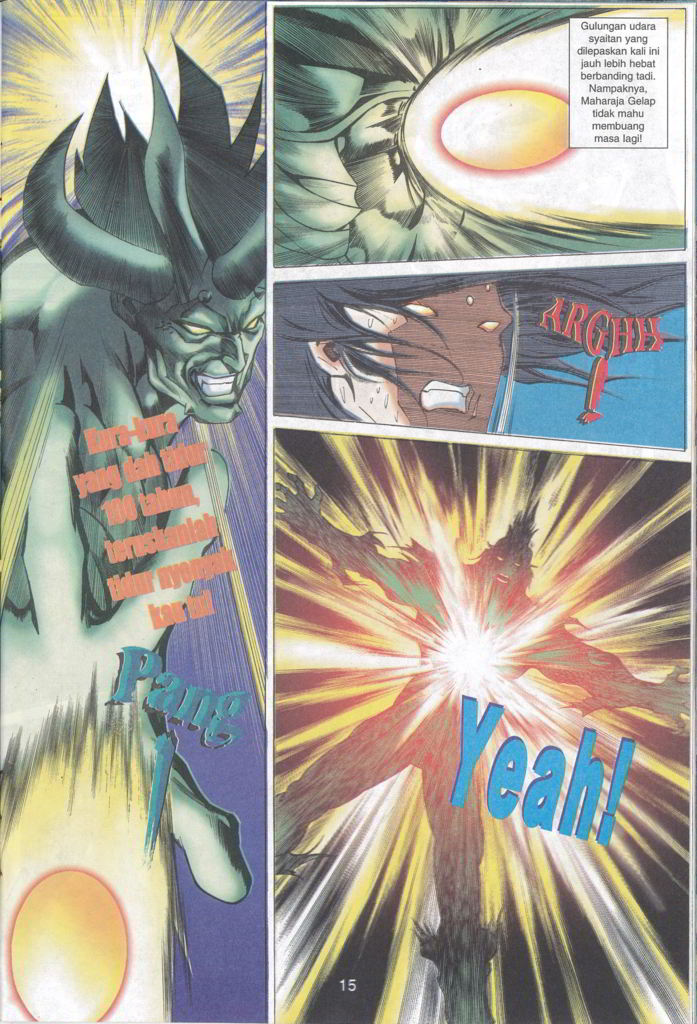 Kura-kura
yang dah tidur
100 tahun,
teruskanlah
tidur nyenyak
kau tu!
Pang
!
Gulungan udara
syaitan yang
dilepaskan kali ini
jauh lebih hebat
berbanding tadi.
Nampaknya,
Maharaja Gelap
tidak mahu
membuang
masa lagi!
ARGHH
!
Yeah!
15